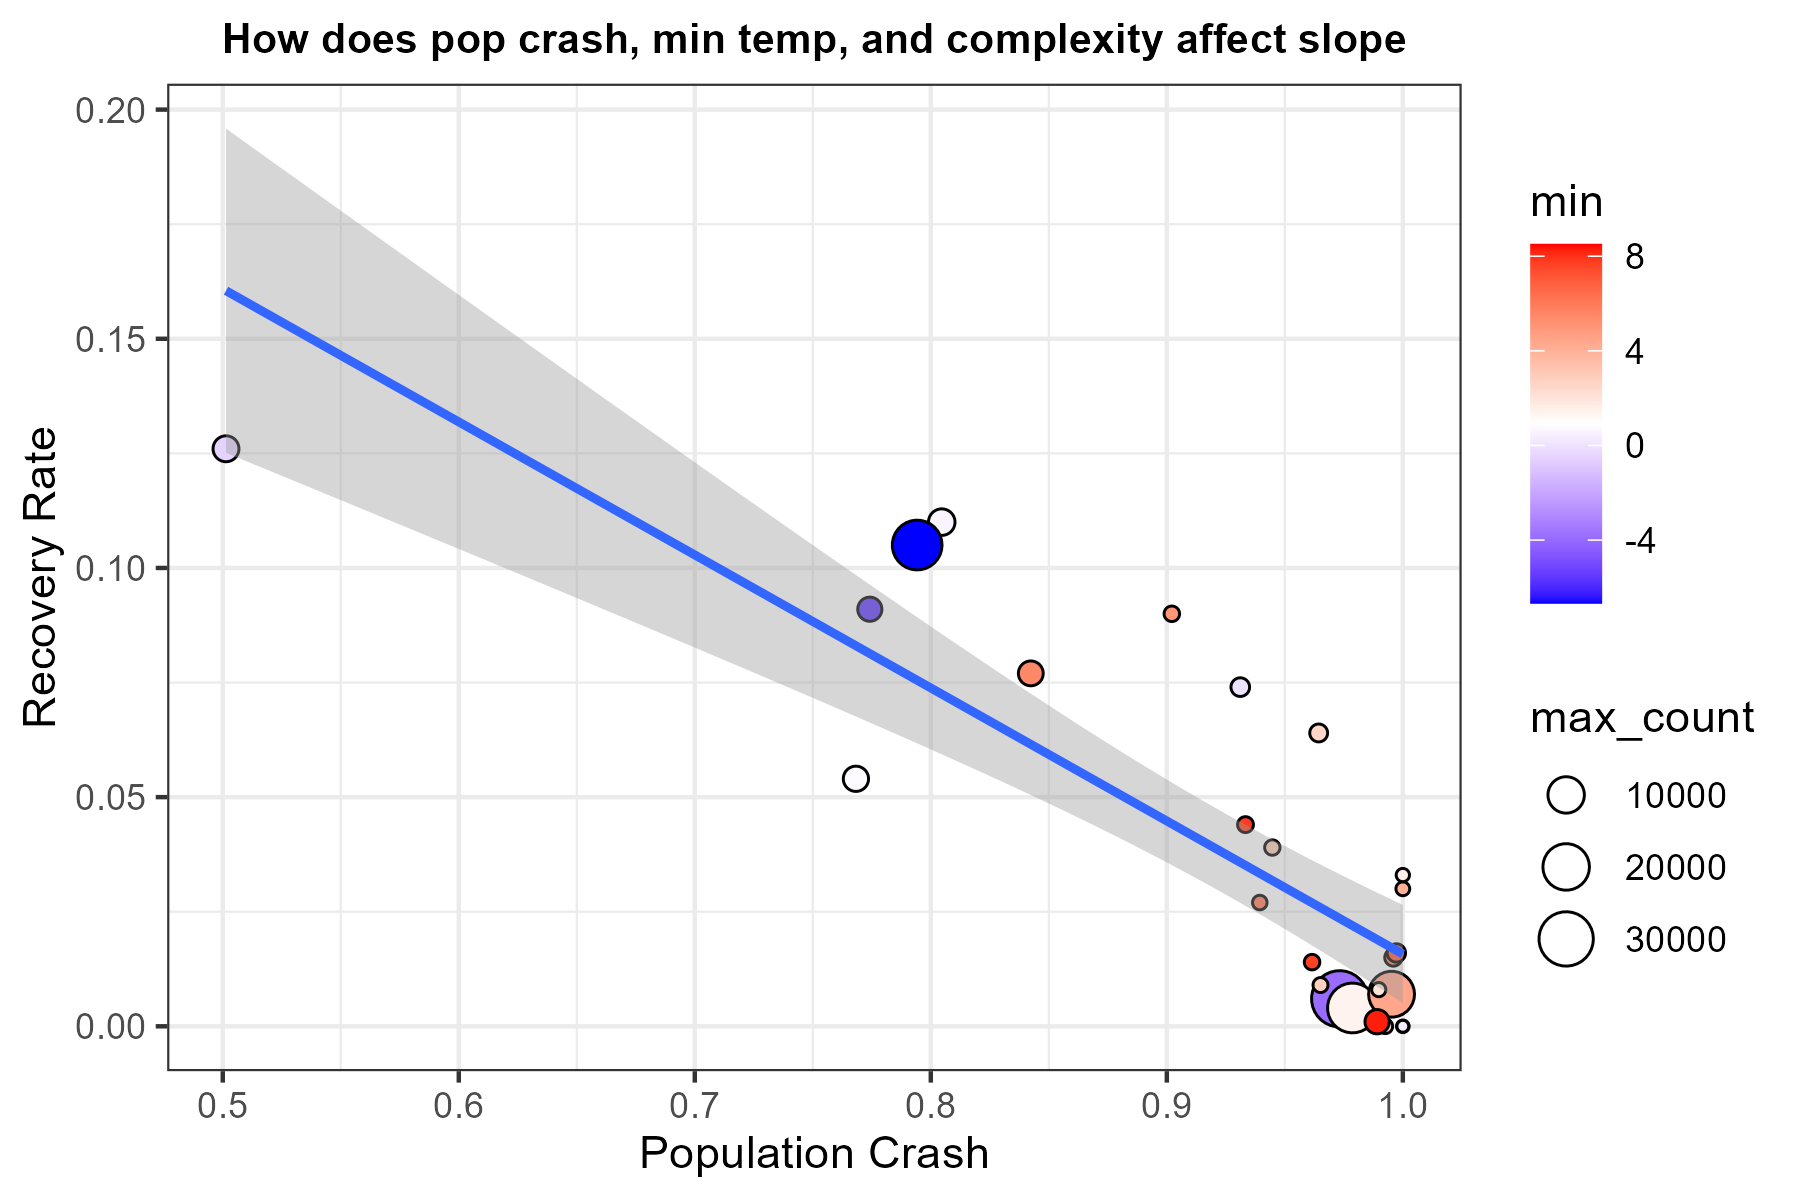 How does pop crash, min temp, and complexity affect slope
Recovery Rate
0.20
0.15
0.10
0.05
0.00
0.5 0.6 0.7 0.8 0.9 1.0
Population Crash
min
8
4
0
-4
max_count
10000
20000
30000